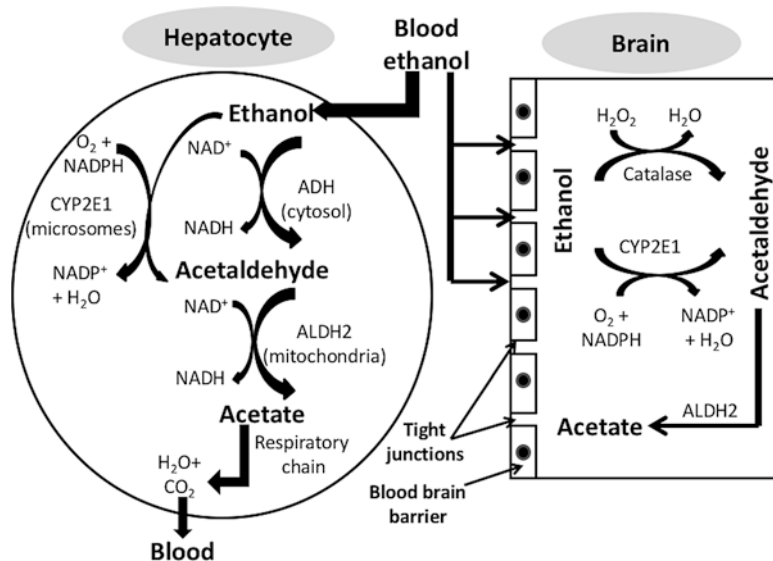 Hepatocyte
Blood
ethanol
Brain
Ethanol
O₂ +
NADPH
NAD⁺
CYP2E1
(microsomes)
ADH
(cytosol)
NADH
NADP⁺
+ H₂O
Acetaldehyde
NAD⁺
ALDH2
(mitochondria)
NADH
Acetate
Respiratory
chain
H₂O+
CO₂
Blood
H₂O₂
H₂O
Catalase
Ethanol
Acetaldehyde
CYP2E1
O₂ +
NADPH
NADP⁺
+ H₂O
ALDH2
Acetate
Tight
junctions
Blood brain
barrier